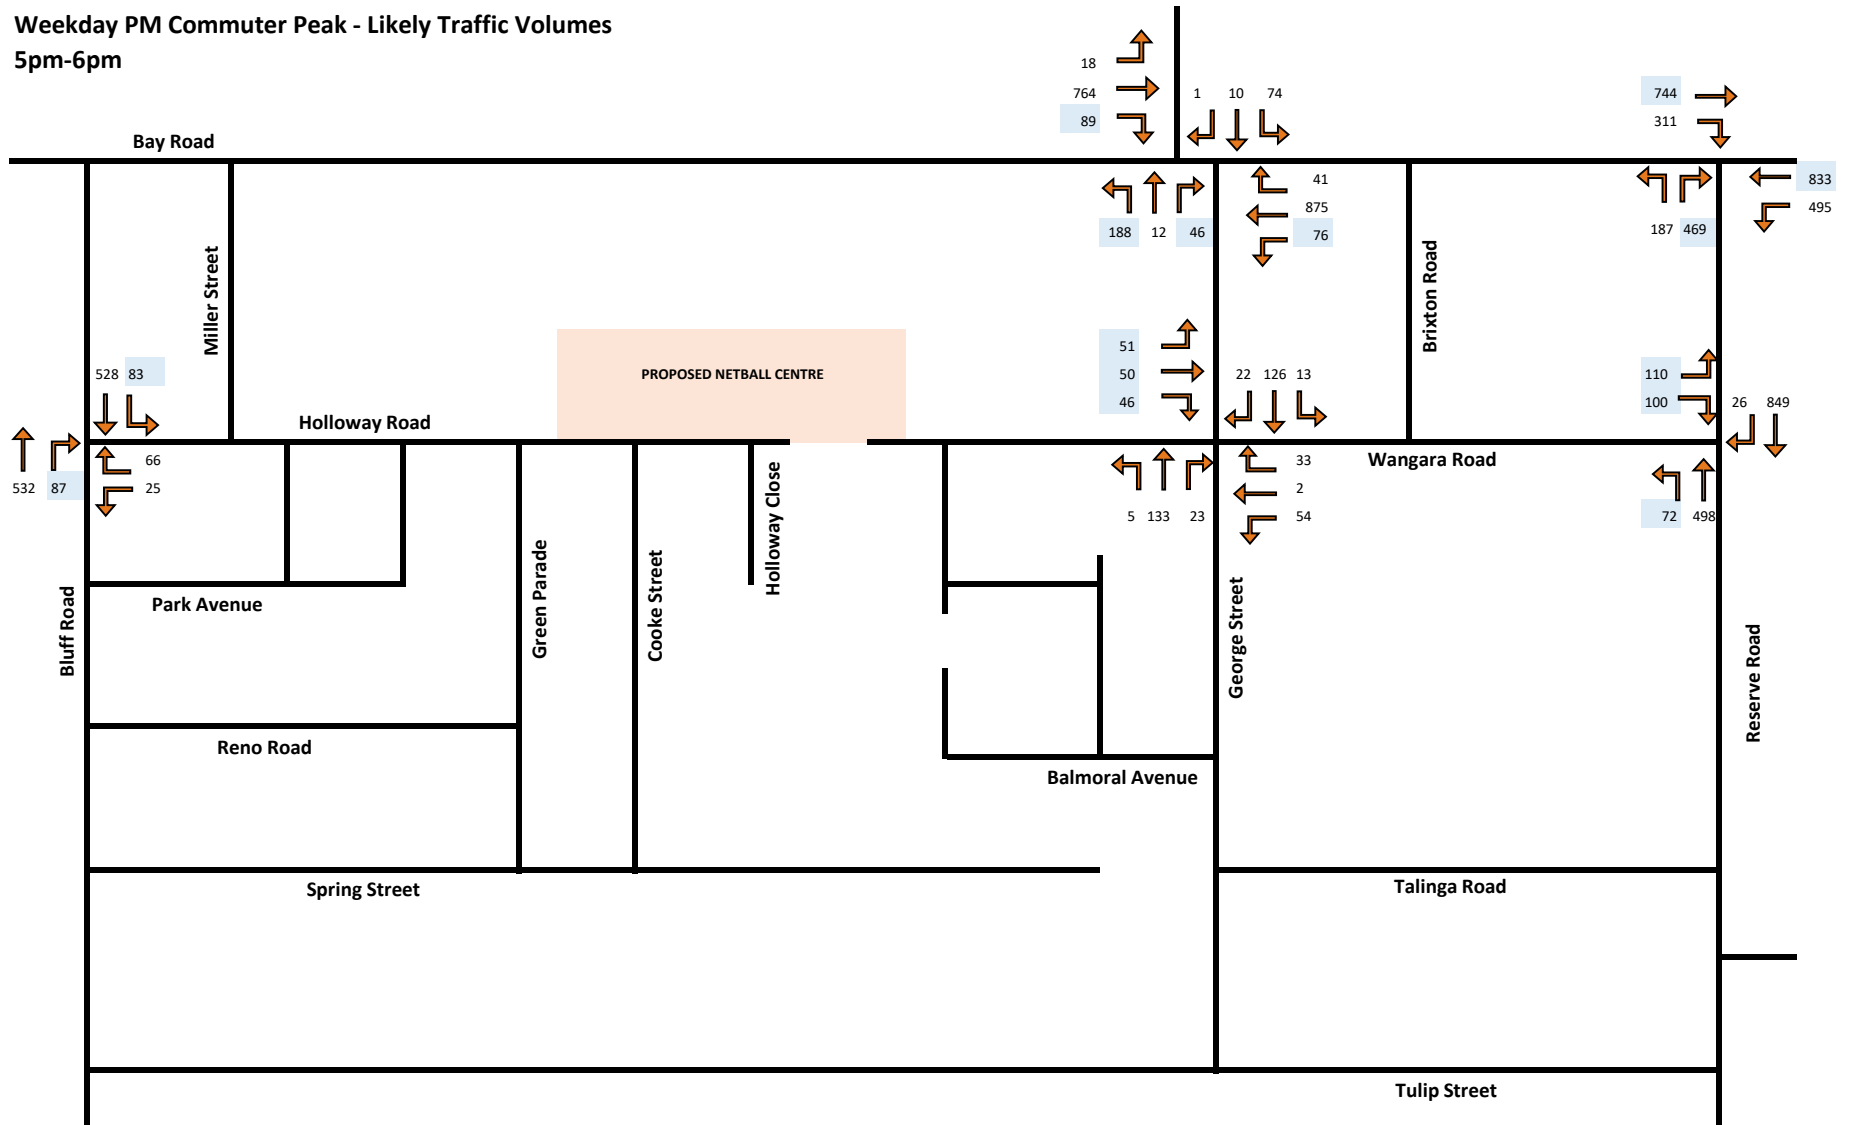 Weekday PM Commuter Peak - Likely Traffic Volumes
5pm-6pm
18
764
89
1 10 74
744
311
Bay Road
188 12 46
41
875
76
187 469
833
495
Miller Street
Brixton Road
528 83
PROPOSED NETBALL CENTRE
51
50
46
22 126 13
110
100
26 849
Holloway Road
532 87
66
25
Holloway Close
5 133 23
33
2
54
Wangara Road
72 498
Bluff Road
Park Avenue
Green Parade
Cooke Street
George Street
Reserve Road
Reno Road
Balmoral Avenue
Spring Street
Talinga Road
Tulip Street